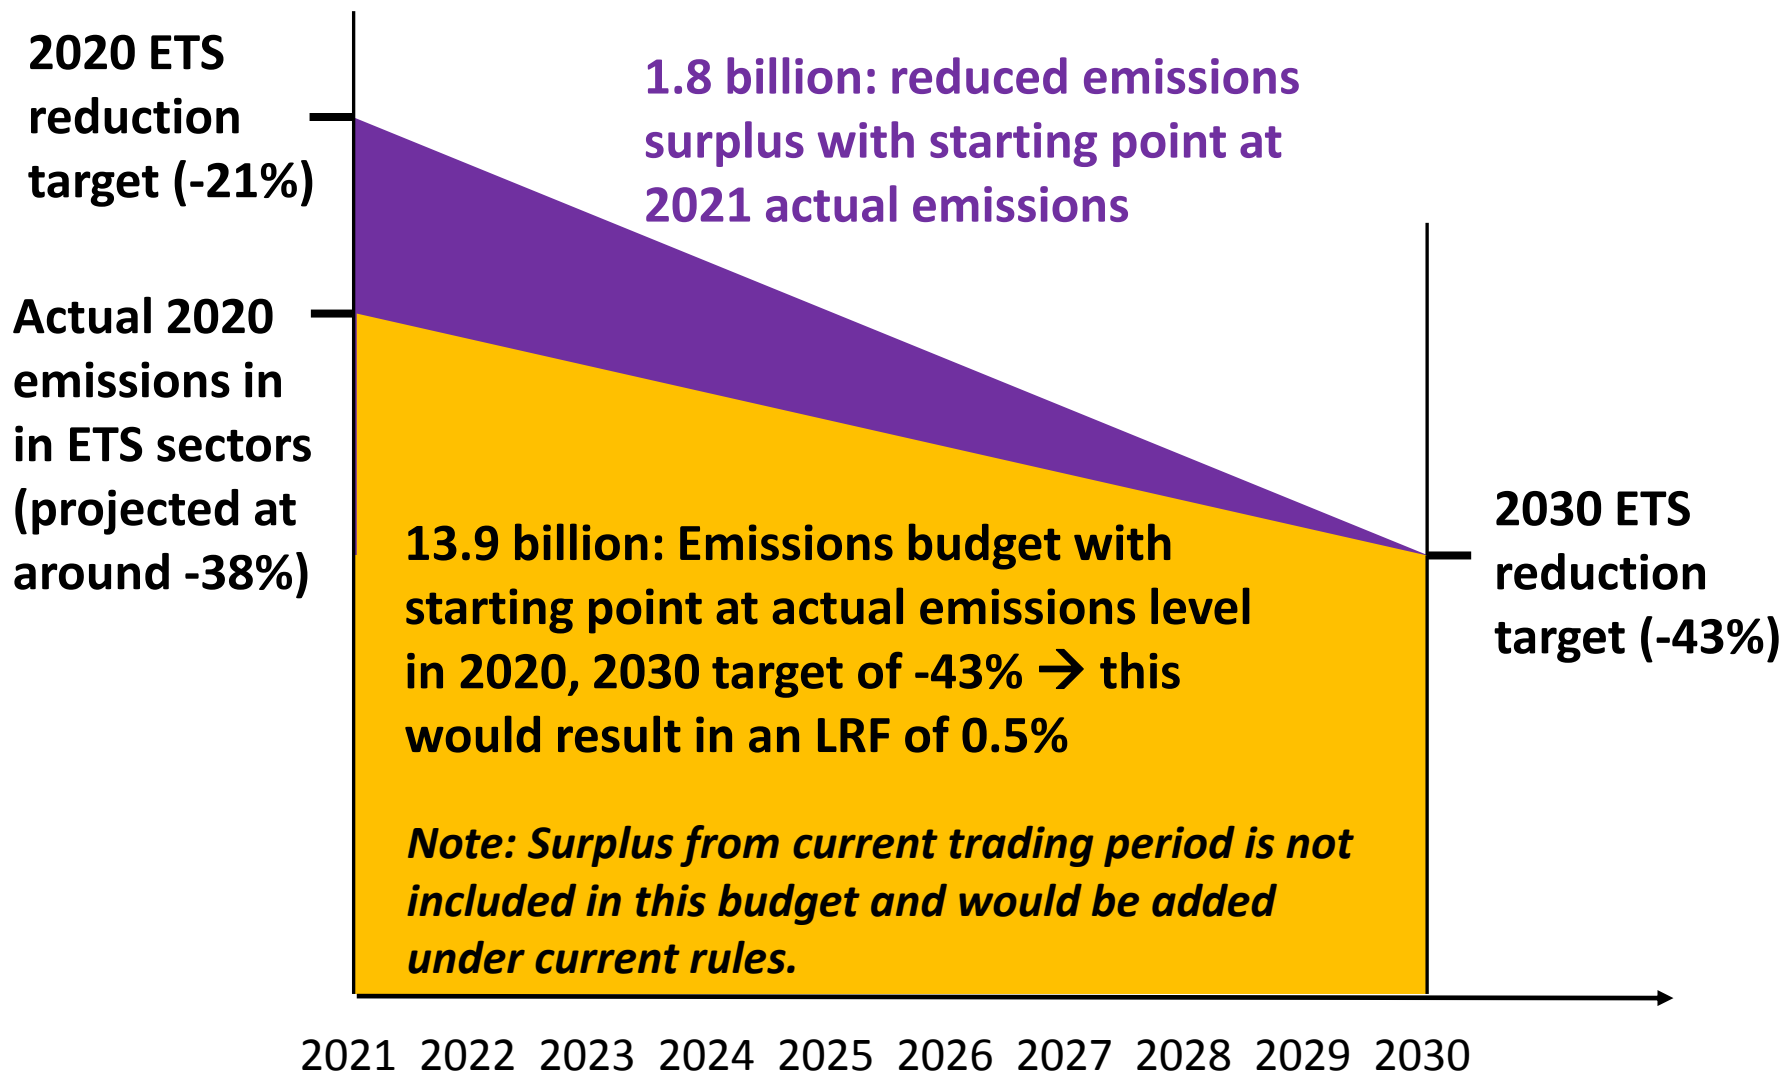 2020 ETS
reduction
target (-21%)
1.8 billion: reduced emissions
surplus with starting point at
2021 actual emissions
Actual 2020
emissions in
in ETS sectors
(projected at
around -38%)
13.9 billion: Emissions budget with
starting point at actual emissions level
in 2020, 2030 target of -43% → this
would result in an LRF of 0.5%
Note: Surplus from current trading period is not
included in this budget and would be added
under current rules.
2030 ETS
reduction
target (-43%)
2021 2022 2023 2024 2025 2026 2027 2028 2029 2030